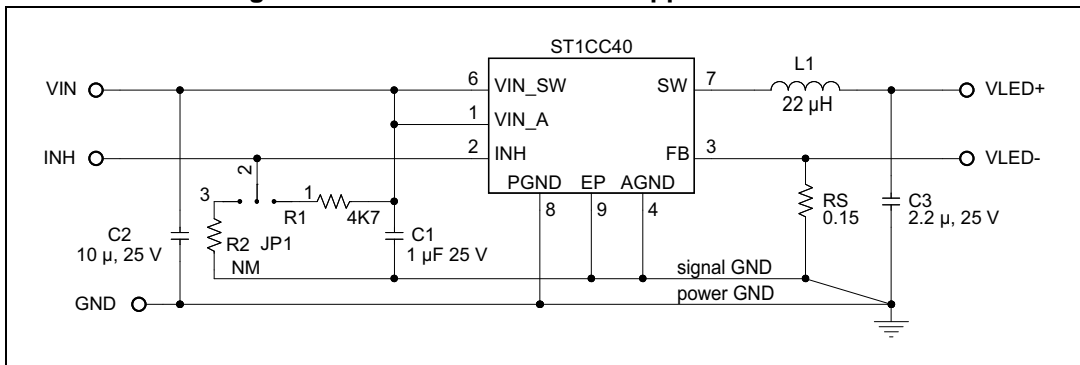 ST1CC40
L1
VIN
6
VIN_SW
SW
7
22 µH
VLED+
1
VIN_A
INH
2
INH
FB
3
VLED-
2
PGND
EP
AGND
3
1
8
9
4
RS
0.15
C3
2.2 µ, 25 V
R1
4K7
C2
10 µ, 25 V
R2
JP1
C1
1 µF 25 V
NM
signal GND
power GND
GND